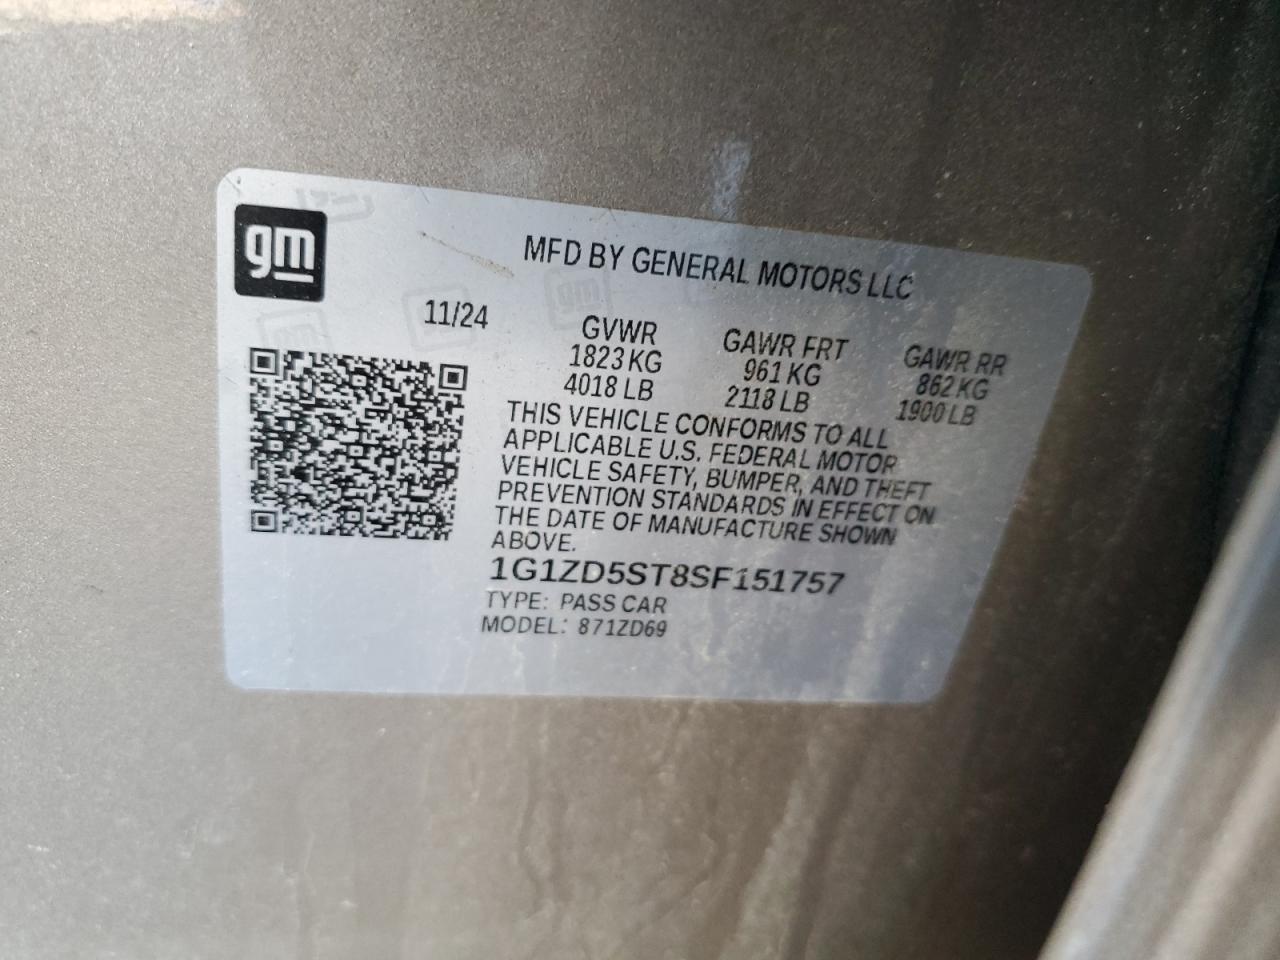 gm
MFD BY GENERAL MOTORS LLC
11/24
GVWR GAWR FRT GAWR RR
1823 KG 961 KG 862 KG
4018 LB 2118 LB 1900 LB
THIS VEHICLE CONFORMS TO ALL
APPLICABLE U.S. FEDERAL MOTOR
VEHICLE SAFETY, BUMPER, AND THEFT
PREVENTION STANDARDS IN EFFECT ON
THE DATE OF MANUFACTURE SHOWN
ABOVE.
1G1ZD5ST8SF151757
TYPE: PASS CAR
MODEL: 871ZD69